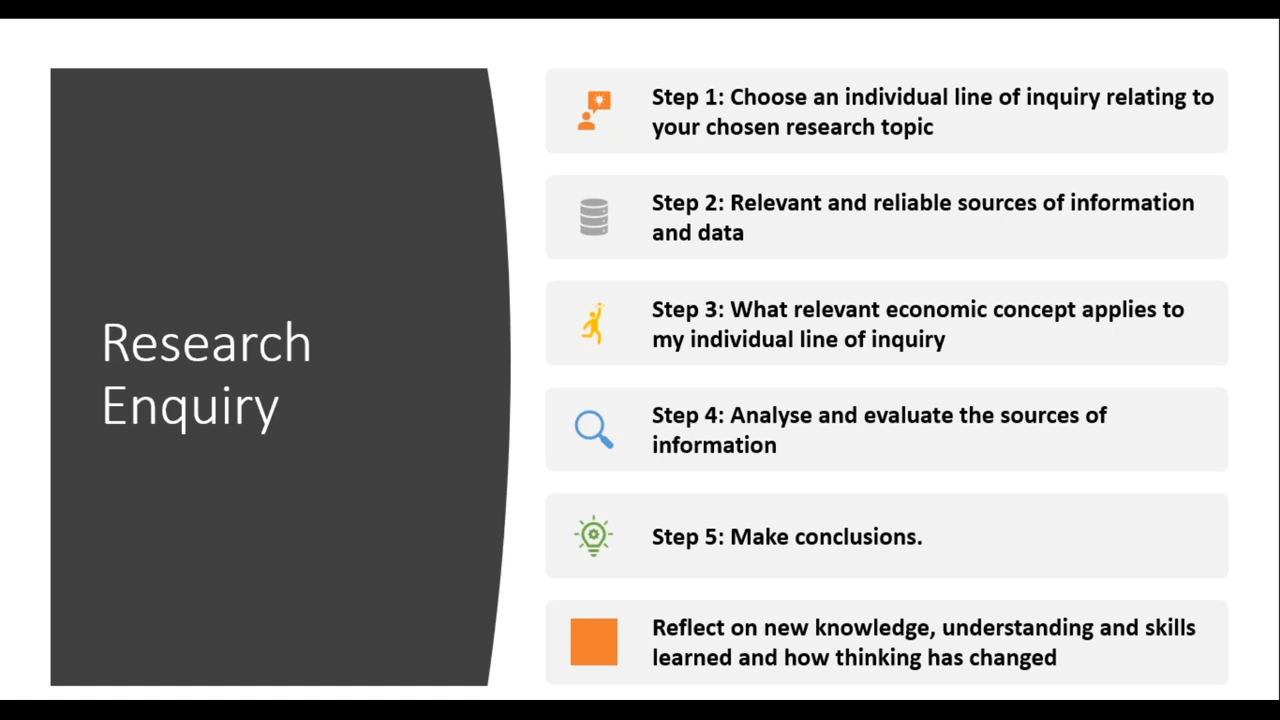 Research
Enquiry
Step 1: Choose an individual line of inquiry relating to
your chosen research topic
Step 2: Relevant and reliable sources of information
and data
Step 3: What relevant economic concept applies to
my individual line of inquiry
Step 4: Analyse and evaluate the sources of
information
Step 5: Make conclusions.
Reflect on new knowledge, understanding and skills
learned and how thinking has changed